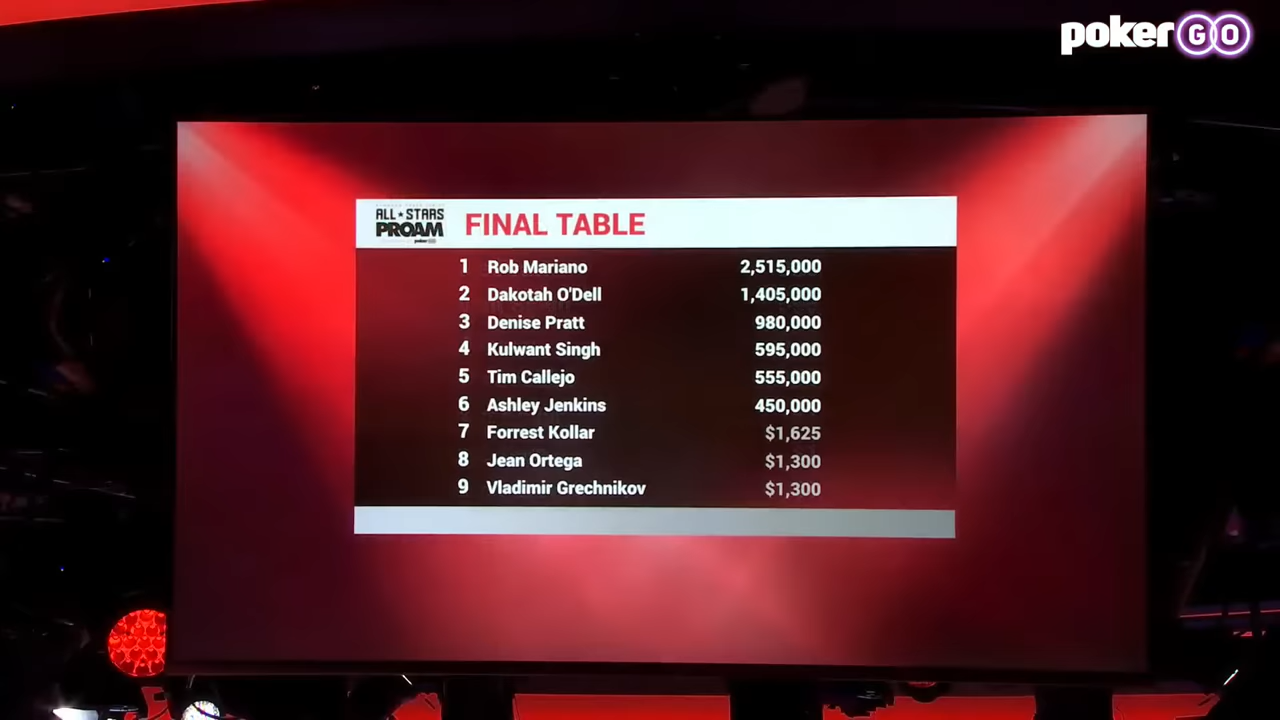 poker GO
ALL★STARS
PROAM
FINAL TABLE
1 Rob Mariano 2,515,000
2 Dakotah O'Dell 1,405,000
3 Denise Pratt 980,000
4 Kulwant Singh 595,000
5 Tim Callejo 555,000
6 Ashley Jenkins 450,000
7 Forrest Kollar $1,625
8 Jean Ortega $1,300
9 Vladimir Grechnikov $1,300